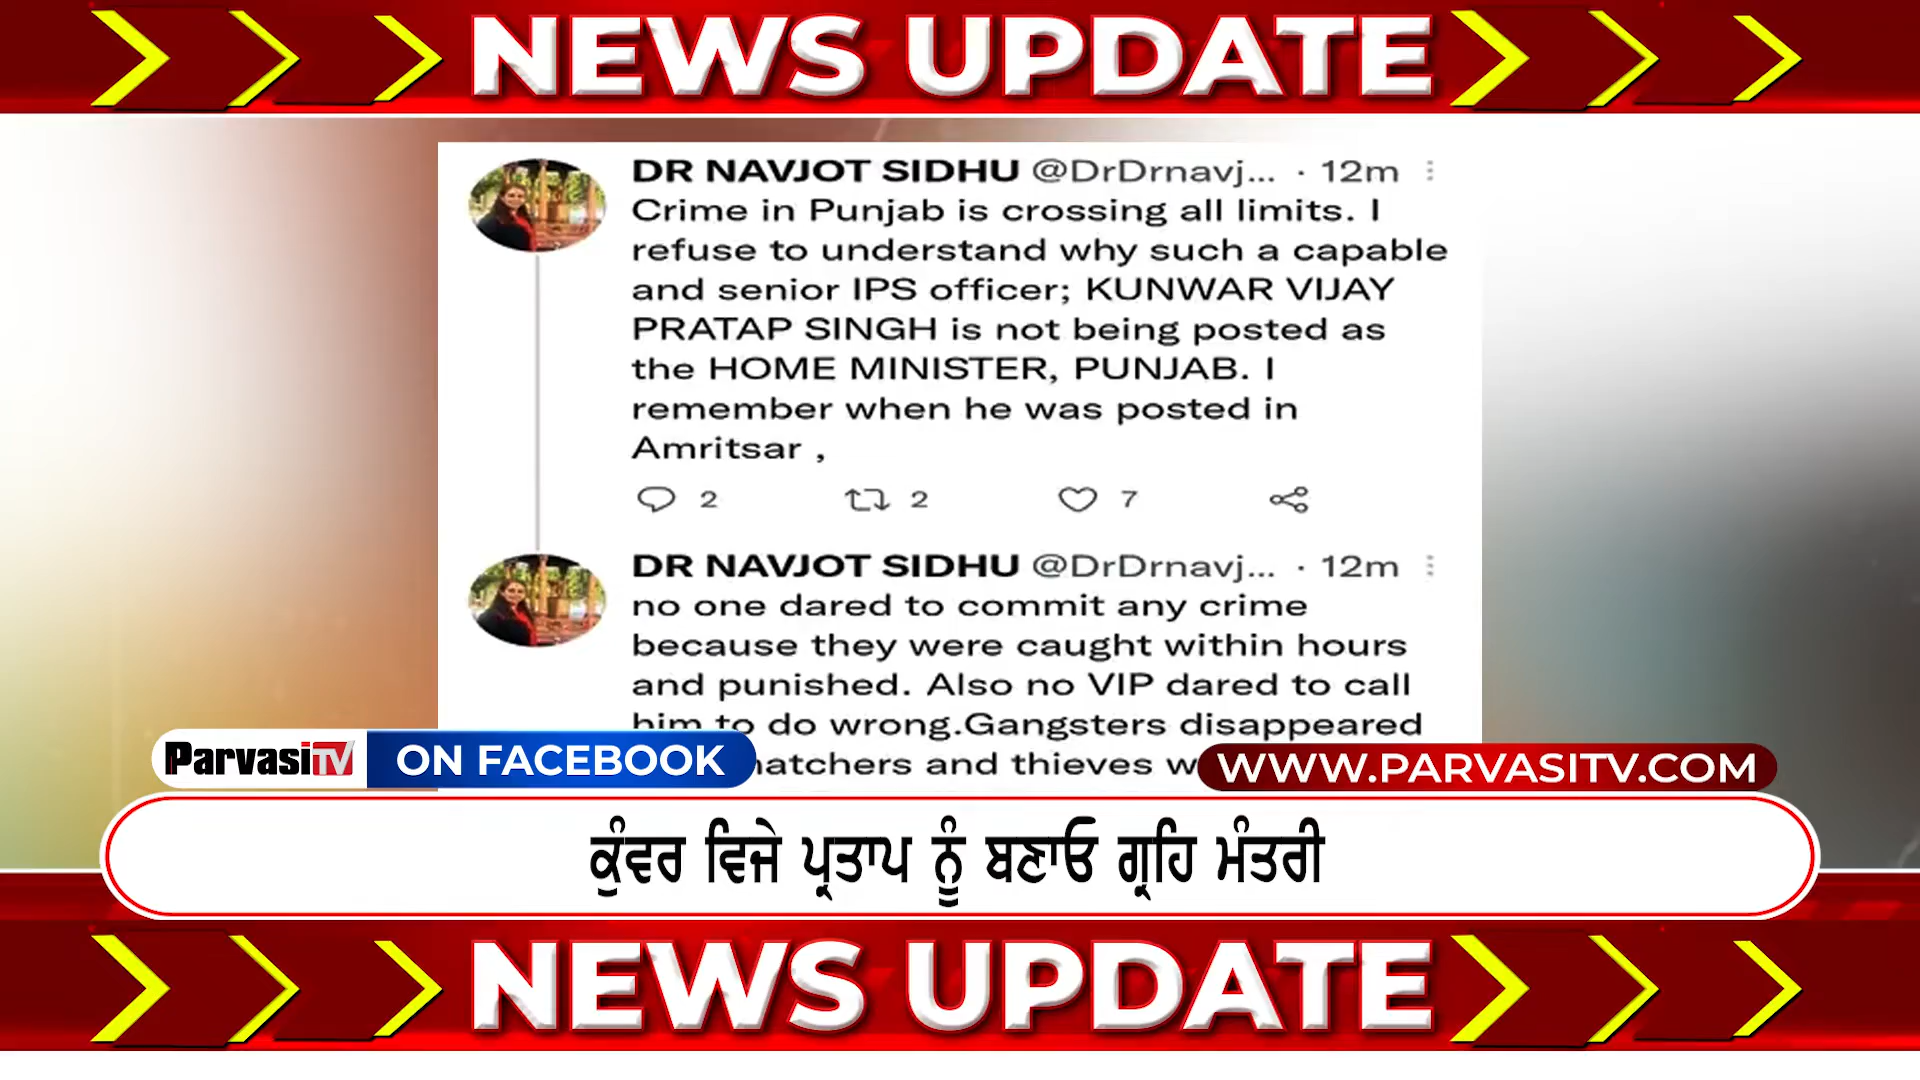 NEWS UPDATE
DR NAVJOT SIDHU @DrDrnavj... · 12m
Crime in Punjab is crossing all limits. I
refuse to understand why such a capable
and senior IPS officer; KUNWAR VIJAY
PRATAP SINGH is not being posted as
the HOME MINISTER, PUNJAB. I
remember when he was posted in
Amritsar ,
2 2 7
DR NAVJOT SIDHU @DrDrnavj... · 12m
no one dared to commit any crime
because they were caught within hours
and punished. Also no VIP dared to call
him to do wrong.Gangsters disappeared
and thieves
ParvasiTV ON FACEBOOK
WWW.PARVASITV.COM
ਕੁੰਵਰ ਵਿਜੇ ਪ੍ਰਤਾਪ ਨੂੰ ਬਣਾਓ ਗ੍ਰਹਿ ਮੰਤਰੀ
NEWS UPDATE